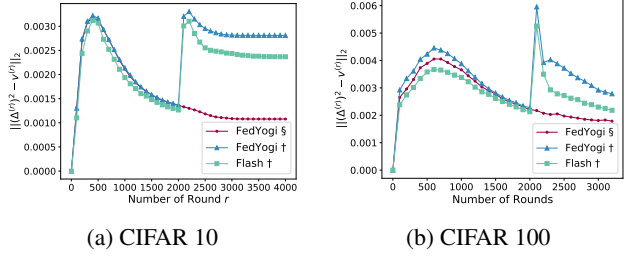 ||(Δ⁽ʳ⁾)² − v⁽ʳ⁾||₂
0.0030
0.0025
0.0020
0.0015
0.0010
0.0005
0.0000
FedYogi §
FedYogi †
Flash †
0 500 1000 1500 2000 2500 3000 3500 4000
Number of Round r
(a) CIFAR 10
||(Δ⁽ʳ⁾)² − v⁽ʳ⁾||₂
0.006
0.005
0.004
0.003
0.002
0.001
0.000
FedYogi §
FedYogi †
Flash †
0 500 1000 1500 2000 2500 3000
Number of Rounds
(b) CIFAR 100